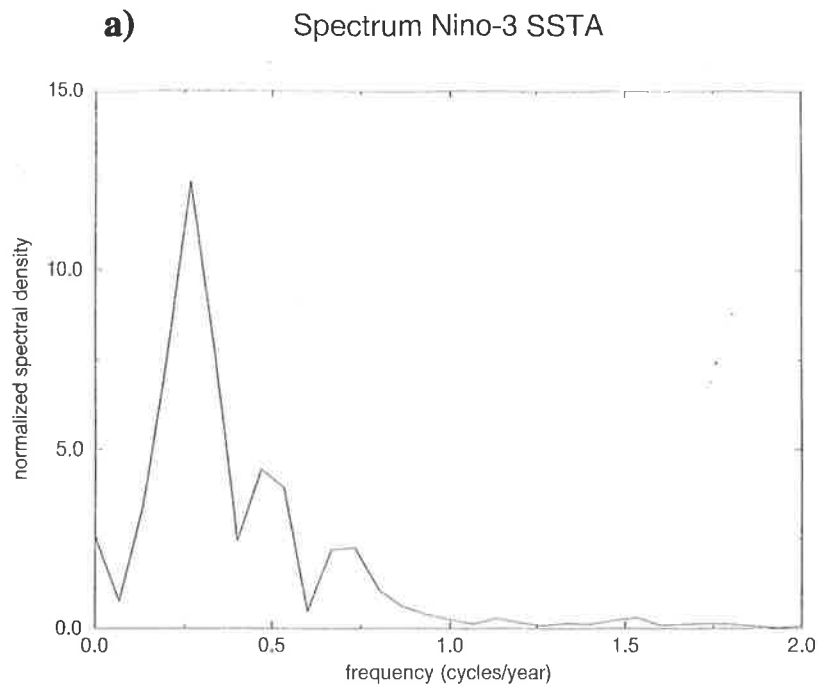 a) Spectrum Nino-3 SSTA
15.0
10.0
5.0
0.0
normalized spectral density
0.0 0.5 1.0 1.5 2.0
frequency (cycles/year)